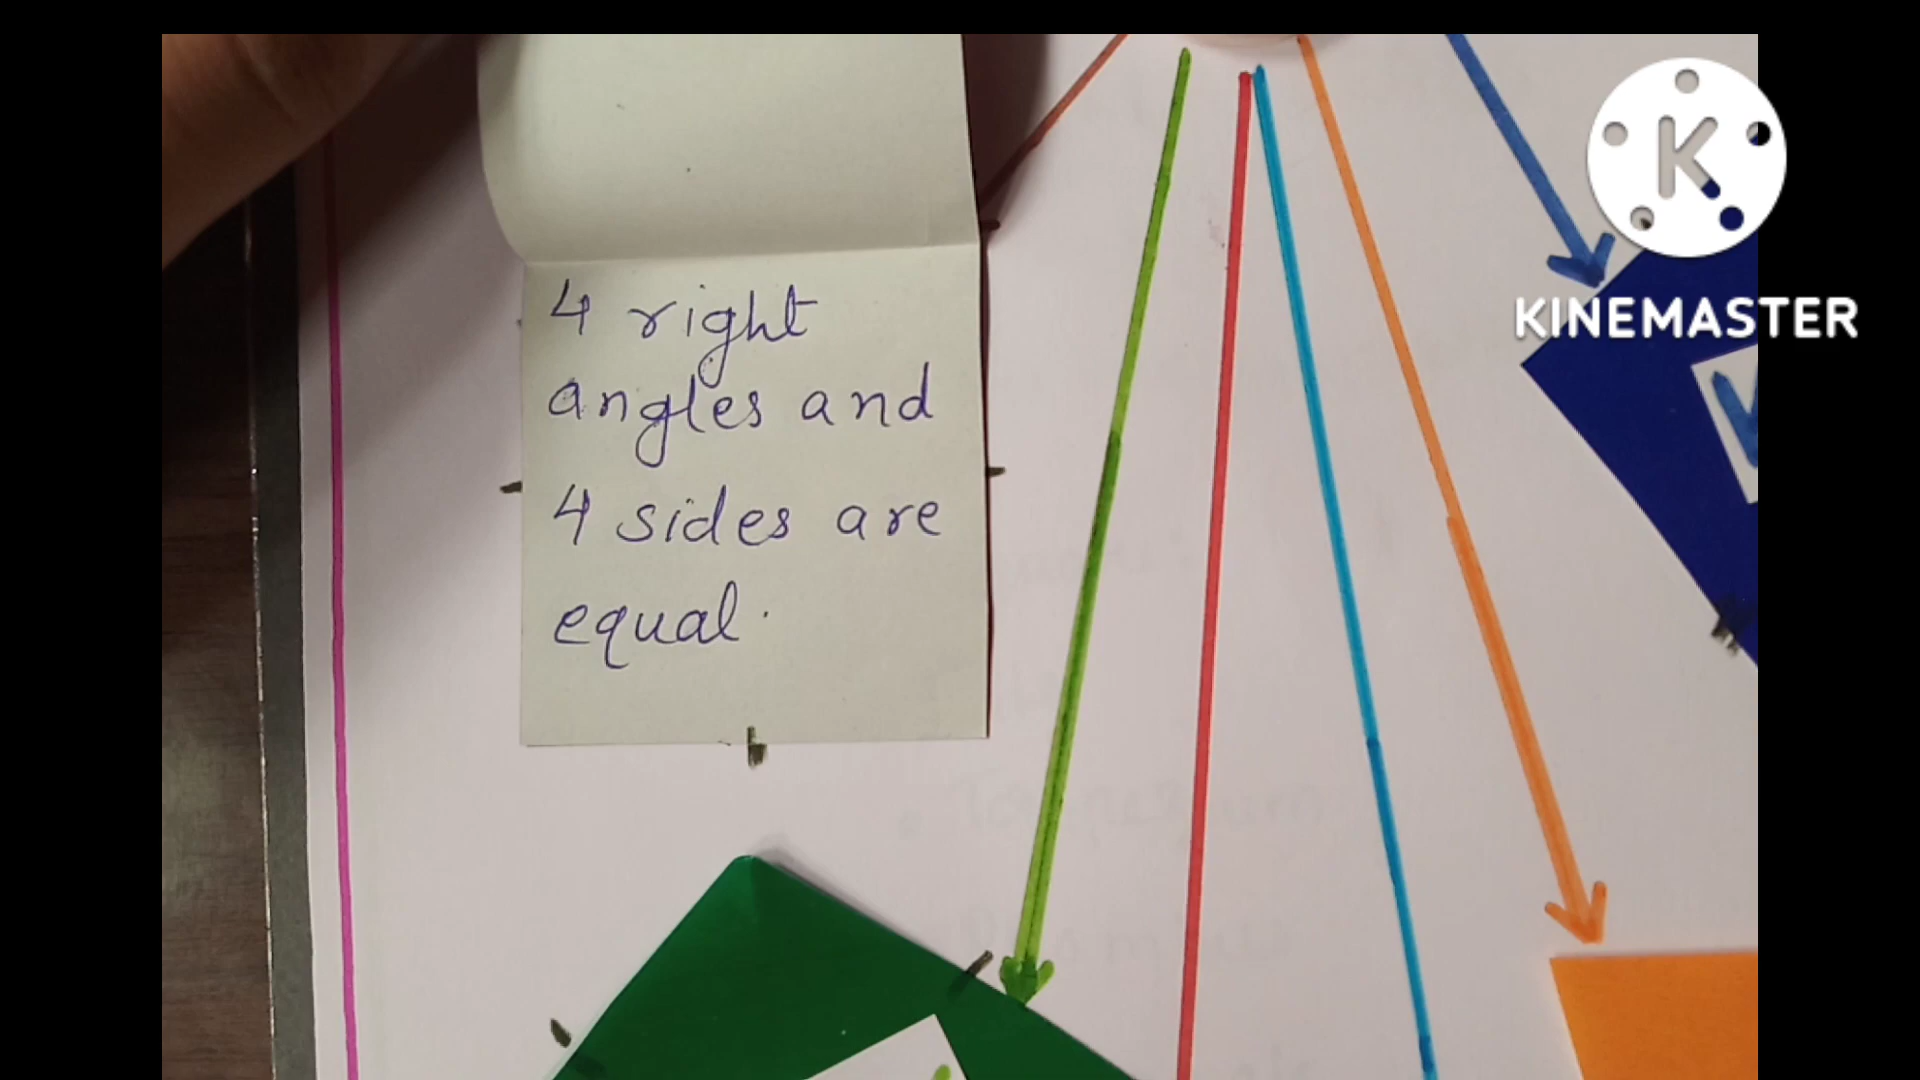 4 right
angles and
4 sides are
equal.
KINEMASTER